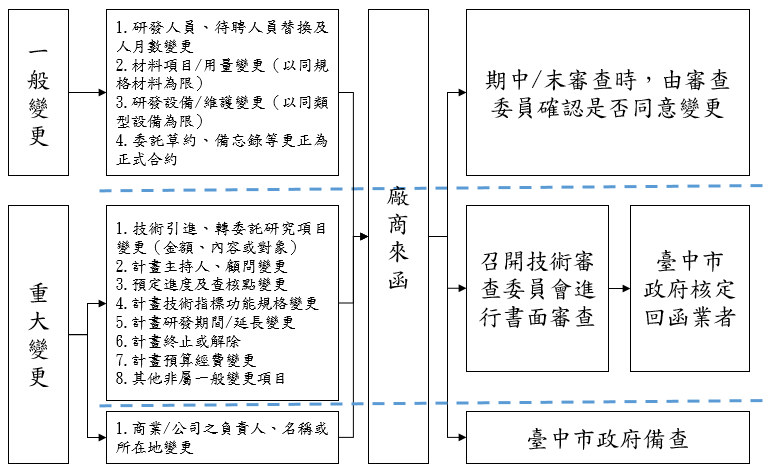 一般變更
1.研發人員、待聘人員替換及
人月數變更
2.材料項目/用量變更（以同規
格材料為限）
3.研發設備/維護變更（以同類
型設備為限）
4.委託草約、備忘錄等更正為
正式合約
廠商來函
期中/末審查時，由審查
委員確認是否同意變更
重大變更
1.技術引進、轉委託研究項目
變更（金額、內容或對象）
2.計畫主持人、顧問變更
3.預定進度及查核點變更
4.計畫技術指標功能規格變更
5.計畫研發期間/延長變更
6.計畫終止或解除
7.計畫預算經費變更
8.其他非屬一般變更項目
召開技術審
查委員會進
行書面審查
臺中市
政府核定
回函業者
1.商業/公司之負責人、名稱或
所在地變更
臺中市政府備查